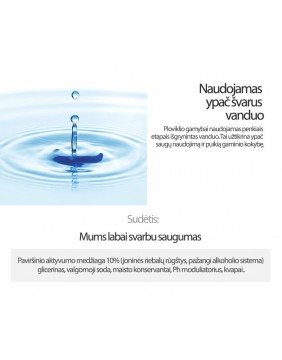 Naudojamas
ypač švarus
vanduo
Ploviklio gamybai naudojamas penkiais
etapais išgrynintas vanduo. Tai užtikrina ypač
saugų naudojimą ir puikią gaminio kokybę.
Sudėtis:
Mums labai svarbu saugumas
Paviršinio aktyvumo medžiaga 10% (joninės riebalų rūgštys, pažangi alkoholio sistema)
glicerinas, valgomoji soda, maisto konservantai, Ph moduliatorius, kvapai..